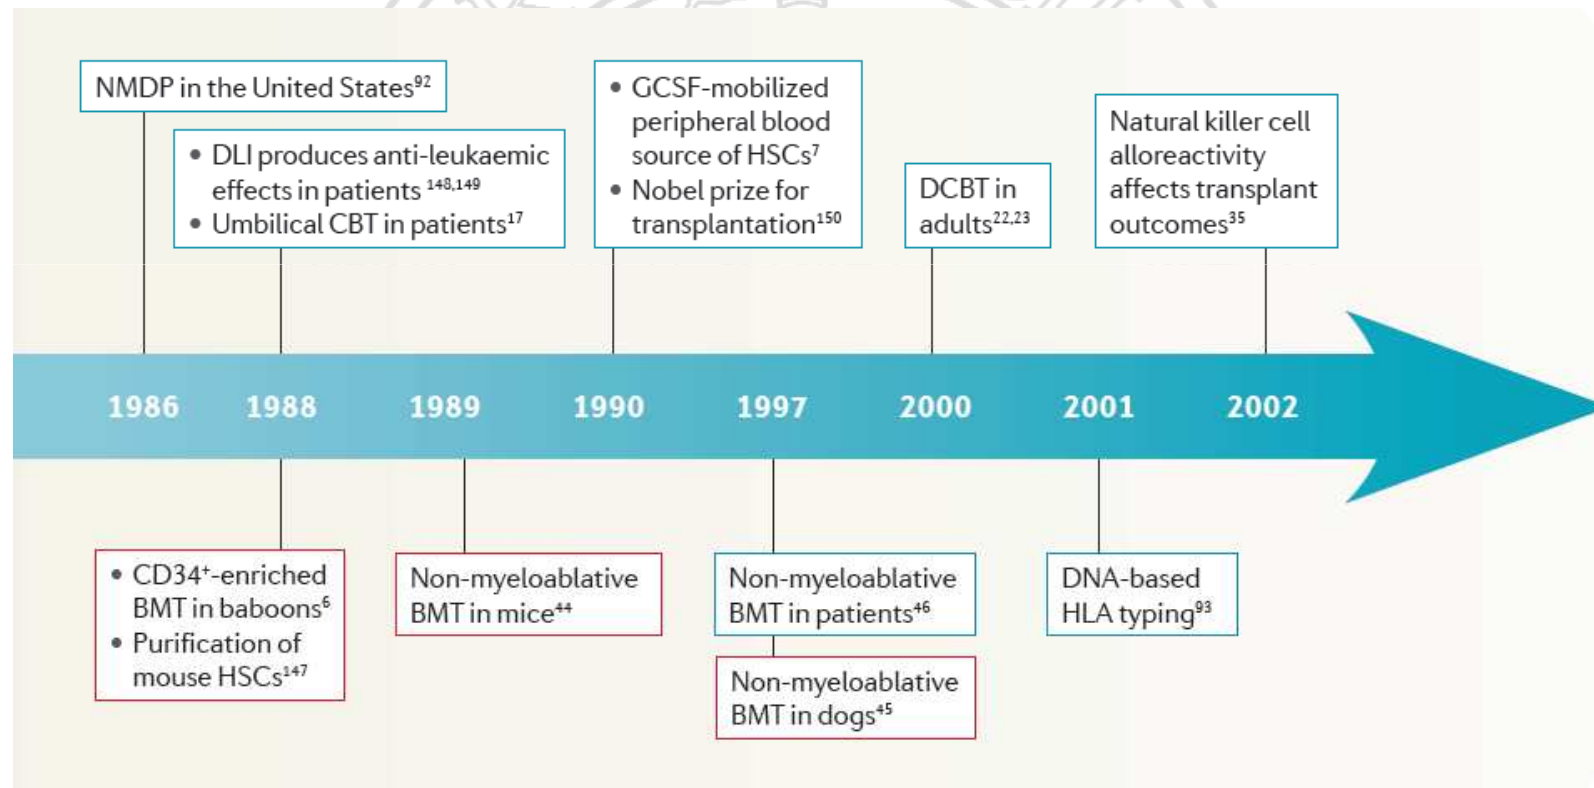 NMDP in the United States⁹²
• DLI produces anti-leukaemic
effects in patients ¹⁴⁸,¹⁴⁹
• Umbilical CBT in patients¹⁷
• GCSF-mobilized
peripheral blood
source of HSCs⁷
• Nobel prize for
transplantation¹⁵⁰
DCBT in
adults²²,²³
Natural killer cell
alloreactivity
affects transplant
outcomes³⁵
1986 1988 1989 1990 1997 2000 2001 2002
• CD34⁺-enriched
BMT in baboons⁶
• Purification of
mouse HSCs¹⁴⁷
Non-myeloablative
BMT in mice⁴⁴
Non-myeloablative
BMT in patients⁴⁶
Non-myeloablative
BMT in dogs⁴⁵
DNA-based
HLA typing⁹³